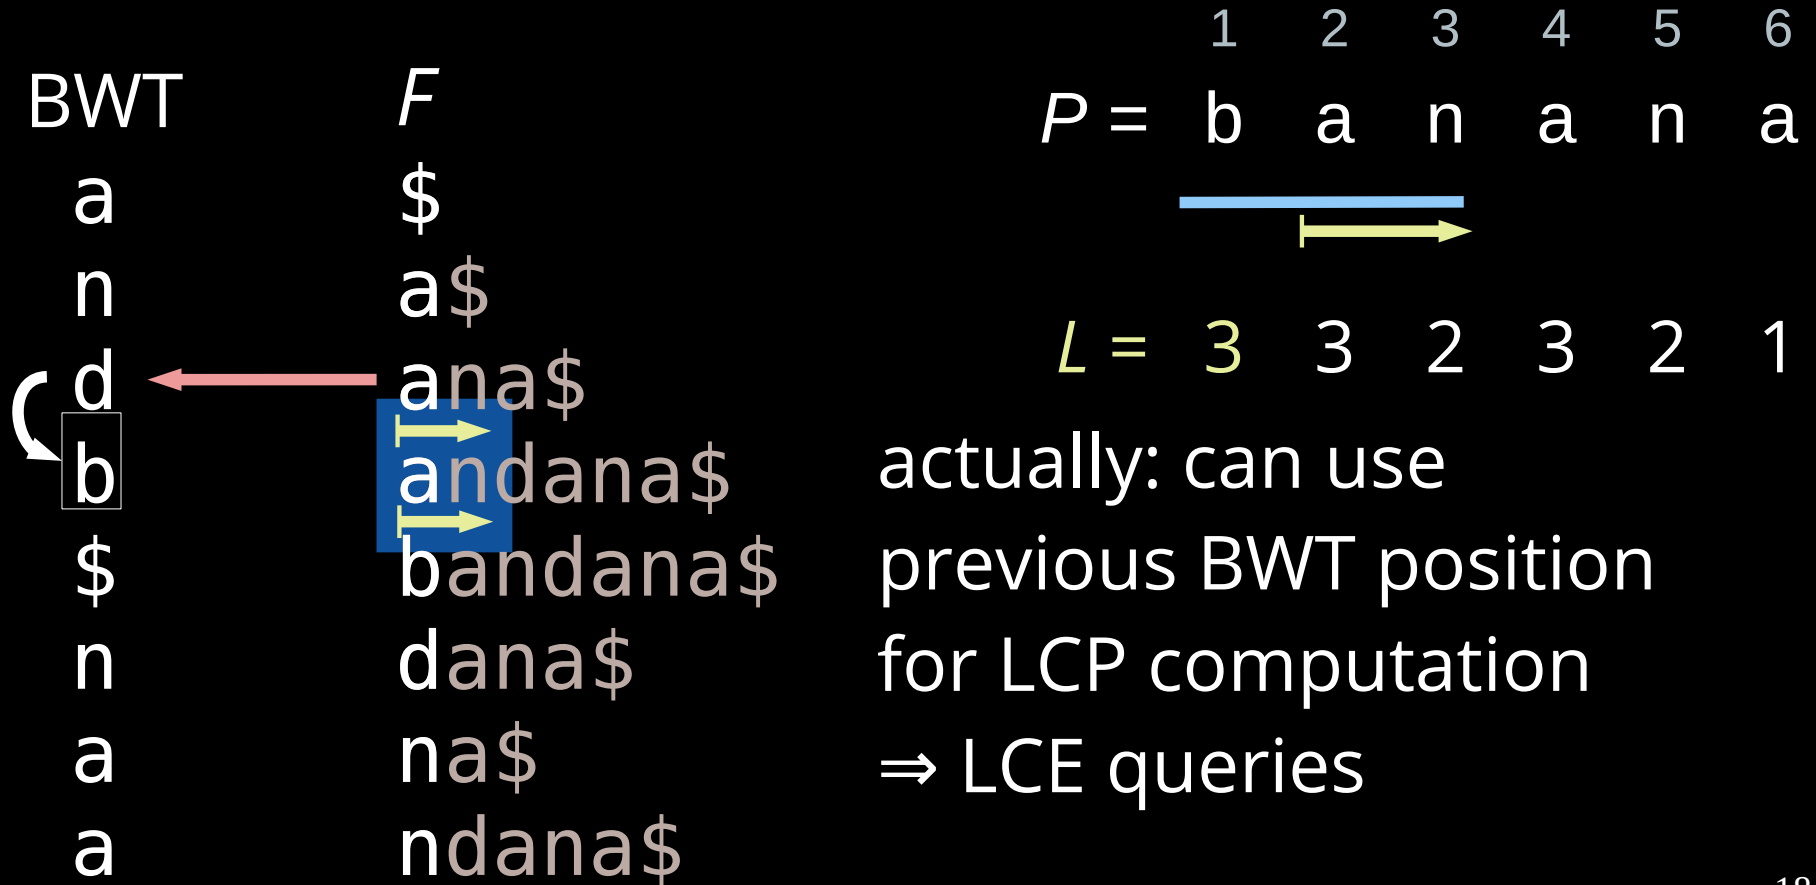 1 2 3 4 5 6
BWT F
P = b a n a n a
a $
n a$
d ana$
L = 3 3 2 3 2 1
b andana$
$ bandana$
n dana$
a na$
a ndana$
actually: can use
previous BWT position
for LCP computation
⇒ LCE queries